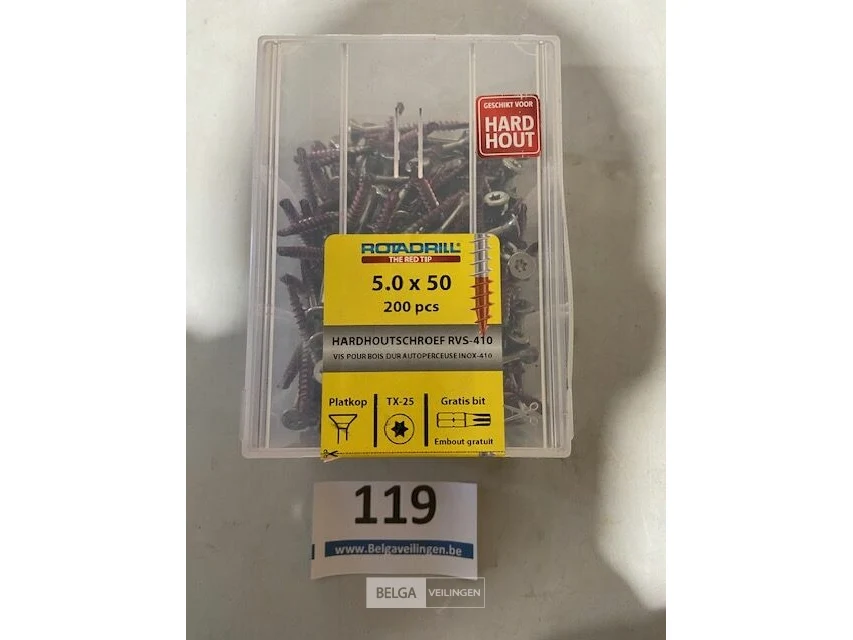 GESCHIKT VOOR
HARD
HOUT
ROTADRILL
THE RED TIP
5.0 x 50
200 pcs
HARDHOUTSCHROEF RVS-410
VIS POUR BOIS DUR AUTOPERCEUSE INOX-410
Platkop
TX-25
Gratis bit
Embout gratuit
119
www.Belgaveilingen.be
BELGA VEILINGEN